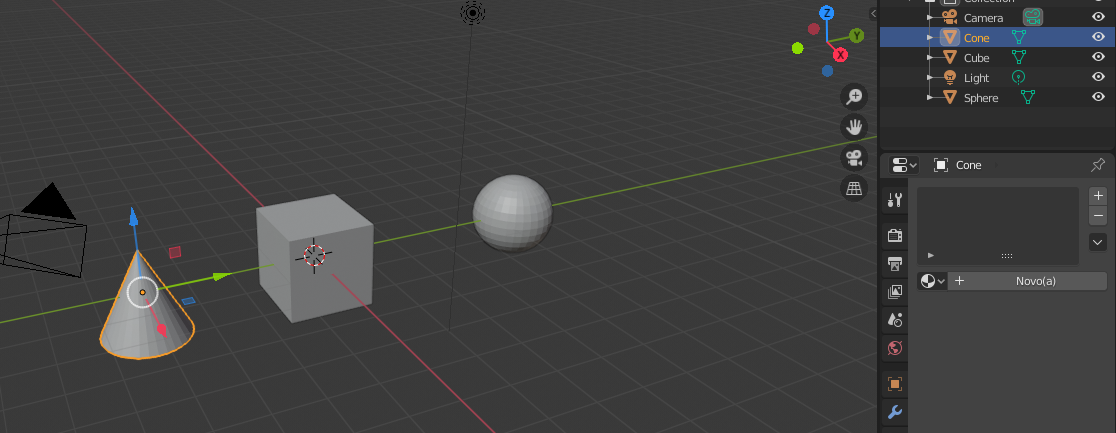 Collection
Camera
Cone
Cube
Light
Sphere
Z
Y
X
Cone
Novo(a)